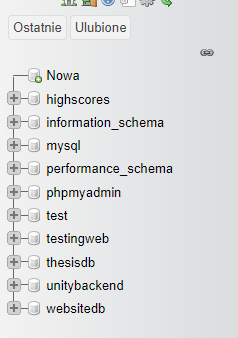 Ostatnie Ulubione
Nowa
highscores
information_schema
mysql
performance_schema
phpmyadmin
test
testingweb
thesisdb
unitybackend
websitedb